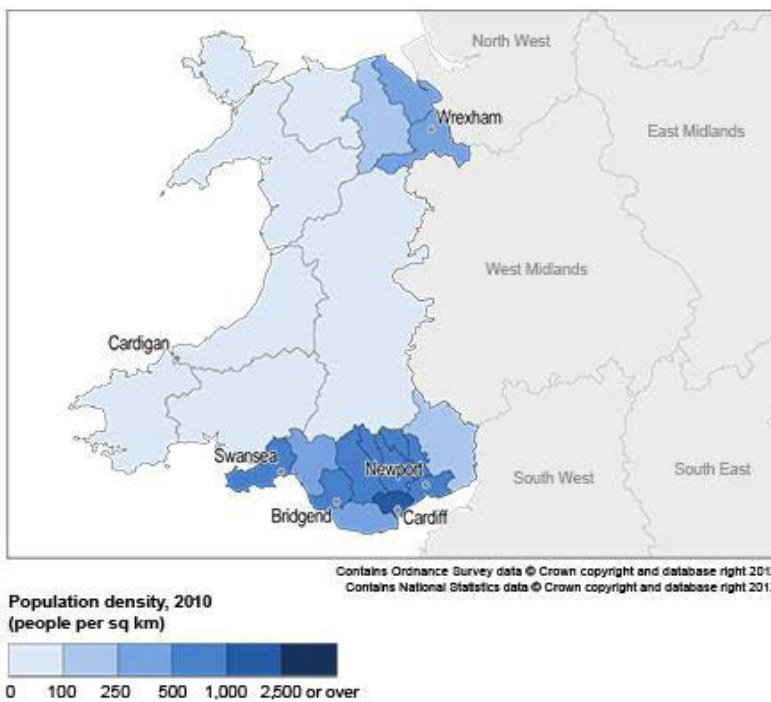 North West
Wrexham
East Midlands
West Midlands
Cardigan
Swansea
Newport
South West
South East
Bridgend
Cardiff
Contains Ordnance Survey data © Crown copyright and database right 201
Contains National Statistics data © Crown copyright and database right 201
Population density, 2010
(people per sq km)
0 100 250 500 1,000 2,500 or over